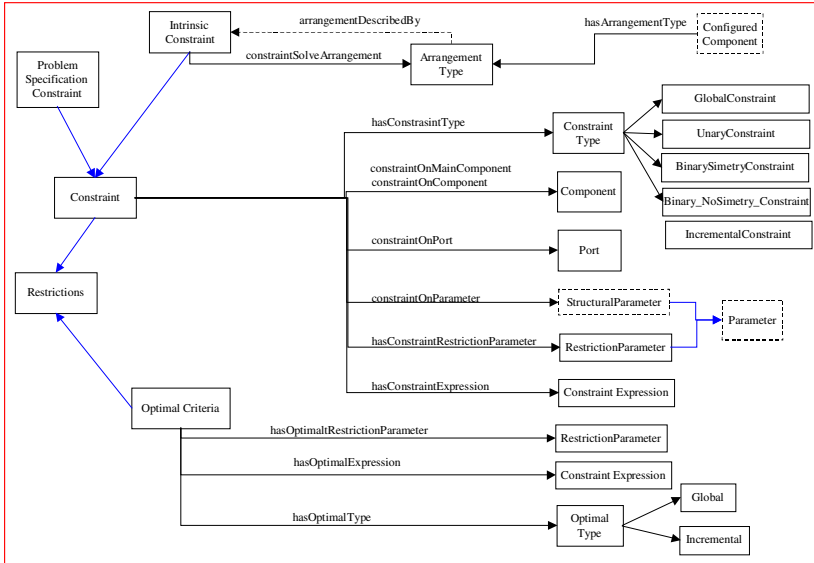 Intrinsic
Constraint
arrangementDescribedBy
hasArrangementType
Configured
Component
constraintSolveArrangement
Arrangement
Type
Problem
Specification
Constraint
GlobalConstraint
hasConstrasintType
Constraint
Type
UnaryConstraint
BinarySimetryConstraint
constraintOnMainComponent
constraintOnComponent
Component
Binary_NoSimetry_Constraint
Constraint
IncrementalConstraint
constraintOnPort
Port
Restrictions
constraintOnParameter
StructuralParameter
Parameter
hasConstraintRestrictionParameter
RestrictionParameter
hasConstraintExpression
Constraint Expression
Optimal Criteria
hasOptimaltRestrictionParameter
RestrictionParameter
hasOptimalExpression
Constraint Expression
Global
hasOptimalType
Optimal
Type
Incremental